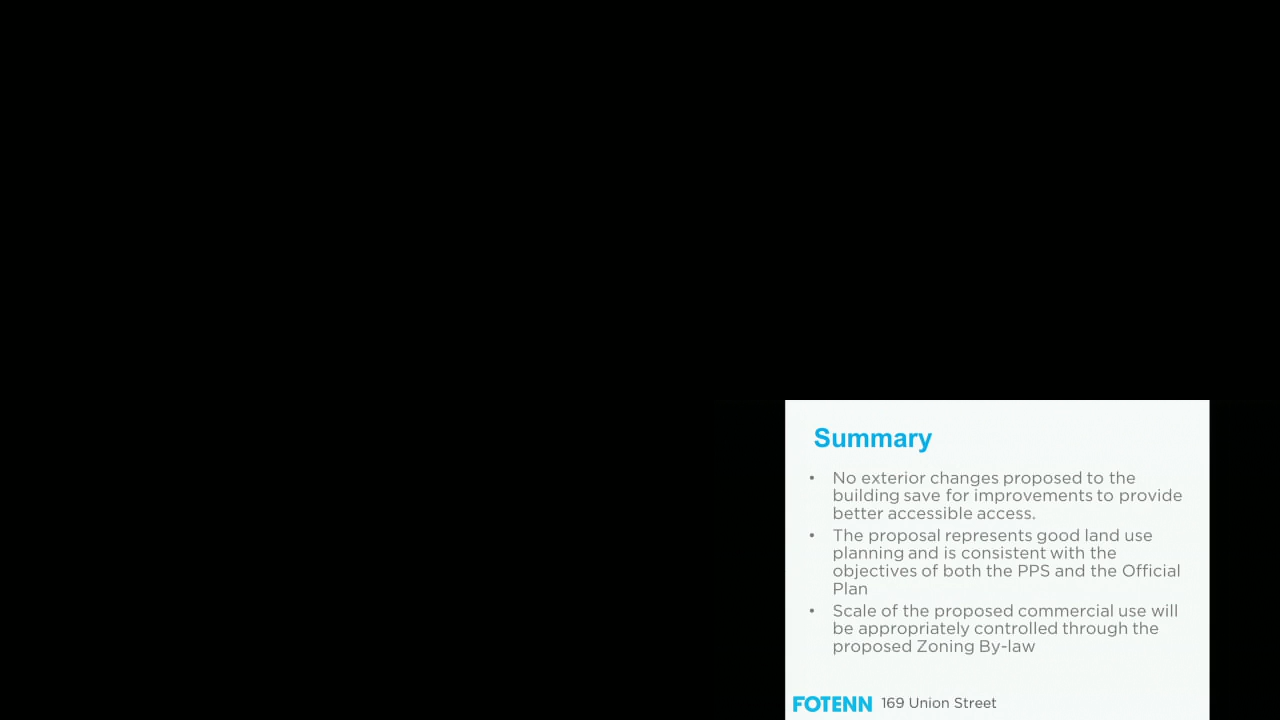 Summary
• No exterior changes proposed to the
building save for improvements to provide
better accessible access.
• The proposal represents good land use
planning and is consistent with the
objectives of both the PPS and the Official
Plan
• Scale of the proposed commercial use will
be appropriately controlled through the
proposed Zoning By-law
FOTENN 169 Union Street